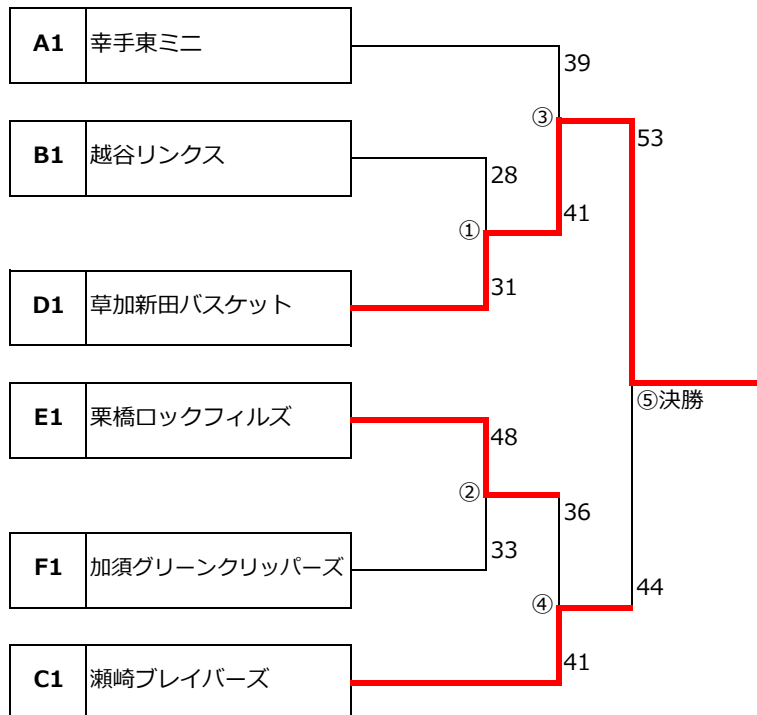 A1 幸手東ミニ
39
③
53
B1 越谷リンクス
28
41
①
31
D1 草加新田バスケット
⑤決勝
E1 栗橋ロックフィルズ
48
②
36
33
F1 加須グリーンクリッパーズ
44
④
41
C1 瀬崎ブレイバーズ